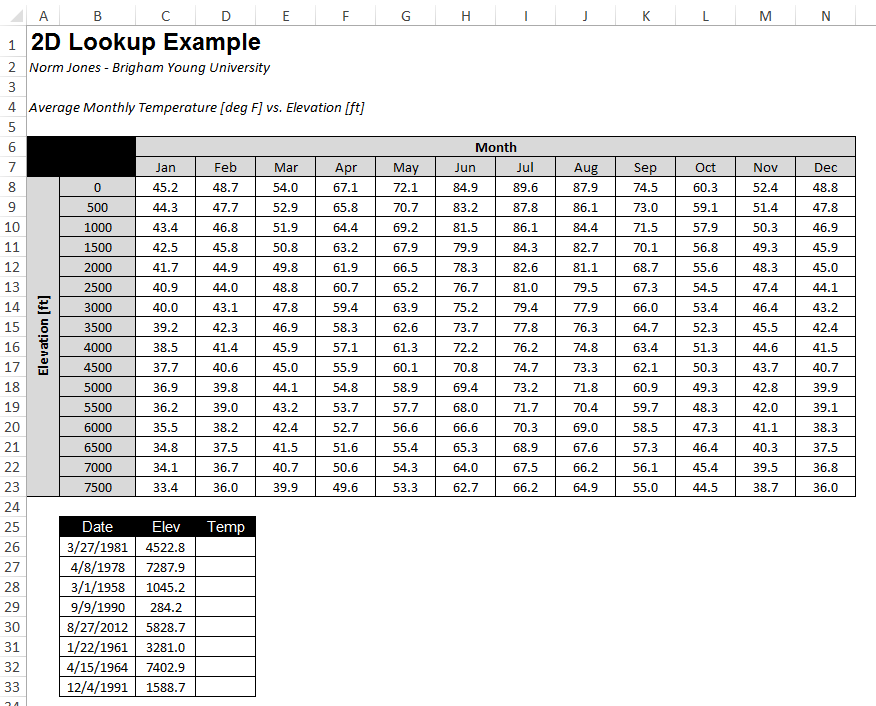 A B C D E F G H I J K L M N
1 2D Lookup Example
2 Norm Jones - Brigham Young University
3
4 Average Monthly Temperature [deg F] vs. Elevation [ft]
5
6 Month
7 Jan Feb Mar Apr May Jun Jul Aug Sep Oct Nov Dec
Elevation [ft]
8 0 45.2 48.7 54.0 67.1 72.1 84.9 89.6 87.9 74.5 60.3 52.4 48.8
9 500 44.3 47.7 52.9 65.8 70.7 83.2 87.8 86.1 73.0 59.1 51.4 47.8
10 1000 43.4 46.8 51.9 64.4 69.2 81.5 86.1 84.4 71.5 57.9 50.3 46.9
11 1500 42.5 45.8 50.8 63.2 67.9 79.9 84.3 82.7 70.1 56.8 49.3 45.9
12 2000 41.7 44.9 49.8 61.9 66.5 78.3 82.6 81.1 68.7 55.6 48.3 45.0
13 2500 40.9 44.0 48.8 60.7 65.2 76.7 81.0 79.5 67.3 54.5 47.4 44.1
14 3000 40.0 43.1 47.8 59.4 63.9 75.2 79.4 77.9 66.0 53.4 46.4 43.2
15 3500 39.2 42.3 46.9 58.3 62.6 73.7 77.8 76.3 64.7 52.3 45.5 42.4
16 4000 38.5 41.4 45.9 57.1 61.3 72.2 76.2 74.8 63.4 51.3 44.6 41.5
17 4500 37.7 40.6 45.0 55.9 60.1 70.8 74.7 73.3 62.1 50.3 43.7 40.7
18 5000 36.9 39.8 44.1 54.8 58.9 69.4 73.2 71.8 60.9 49.3 42.8 39.9
19 5500 36.2 39.0 43.2 53.7 57.7 68.0 71.7 70.4 59.7 48.3 42.0 39.1
20 6000 35.5 38.2 42.4 52.7 56.6 66.6 70.3 69.0 58.5 47.3 41.1 38.3
21 6500 34.8 37.5 41.5 51.6 55.4 65.3 68.9 67.6 57.3 46.4 40.3 37.5
22 7000 34.1 36.7 40.7 50.6 54.3 64.0 67.5 66.2 56.1 45.4 39.5 36.8
23 7500 33.4 36.0 39.9 49.6 53.3 62.7 66.2 64.9 55.0 44.5 38.7 36.0
24
25 Date Elev Temp
26 3/27/1981 4522.8
27 4/8/1978 7287.9
28 3/1/1958 1045.2
29 9/9/1990 284.2
30 8/27/2012 5828.7
31 1/22/1961 3281.0
32 4/15/1964 7402.9
33 12/4/1991 1588.7